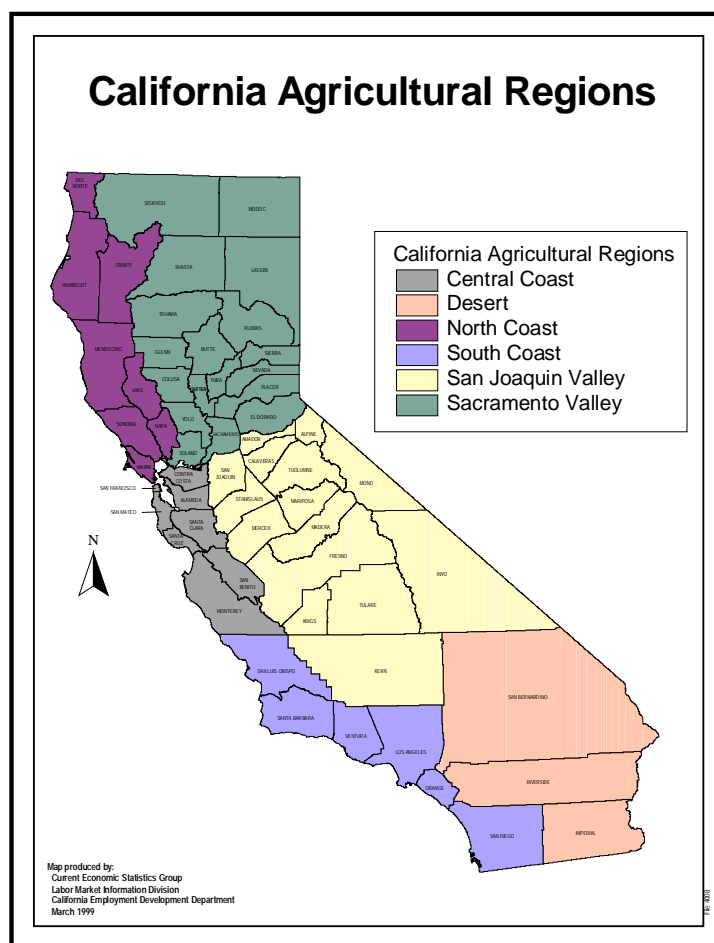 California Agricultural Regions
DEL
NORTE
SISKIYOU
MODOC
HUMBOLDT
TRINITY
SHASTA
LASSEN
TEHAMA
PLUMAS
MENDOCINO
GLENN
BUTTE
SIERRA
COLUSA
YUBA
NEVADA
PLACER
LAKE
EL DORADO
SONOMA
NAPA
YOLO
SACRAMENTO
SOLANO
MARIN
AMADOR
ALPINE
CALAVERAS
SAN
JOAQUIN
TUOLUMNE
MONO
CONTRA
COSTA
SAN FRANCISCO
ALAMEDA
SAN MATEO
STANISLAUS
MARIPOSA
SANTA
CLARA
SANTA
CRUZ
MERCED
MADERA
FRESNO
SAN
BENITO
INYO
MONTEREY
KINGS
TULARE
SAN LUIS OBISPO
KERN
SAN BERNARDINO
SANTA BARBARA
VENTURA
LOS ANGELES
ORANGE
RIVERSIDE
SAN DIEGO
IMPERIAL
California Agricultural Regions
Central Coast
Desert
North Coast
South Coast
San Joaquin Valley
Sacramento Valley
N
Map produced by:
Current Economic Statistics Group
Labor Market Information Division
California Employment Development Department
March 1999